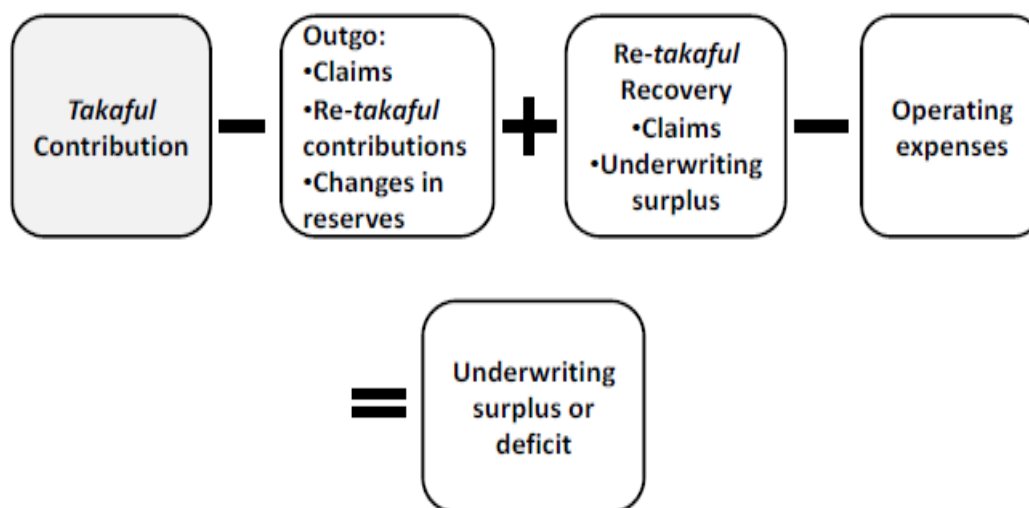 Takaful
Contribution
Outgo:
•Claims
•Re-takaful
contributions
•Changes in
reserves
Re-takaful
Recovery
•Claims
•Underwriting
surplus
Operating
expenses
Underwriting
surplus or
deficit